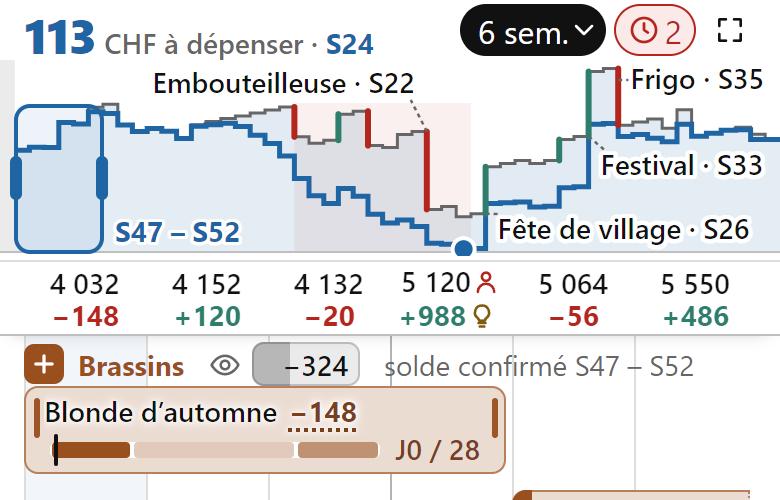 113 CHF à dépenser · S24
6 sem.
2
Embouteilleuse · S22
Frigo · S35
Festival · S33
Fête de village · S26
S47 – S52
4 032 4 152 4 132 5 120 5 064 5 550
−148 +120 −20 +988 −56 +486
Brassins −324 solde confirmé S47 – S52
Blonde d’automne −148
J0 / 28